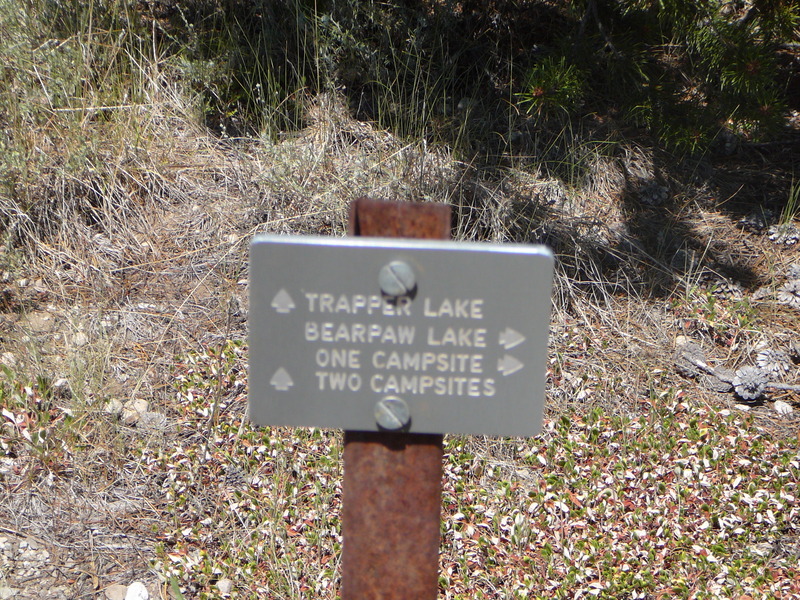 TRAPPER LAKE
BEARPAW LAKE
ONE CAMPSITE
TWO CAMPSITES